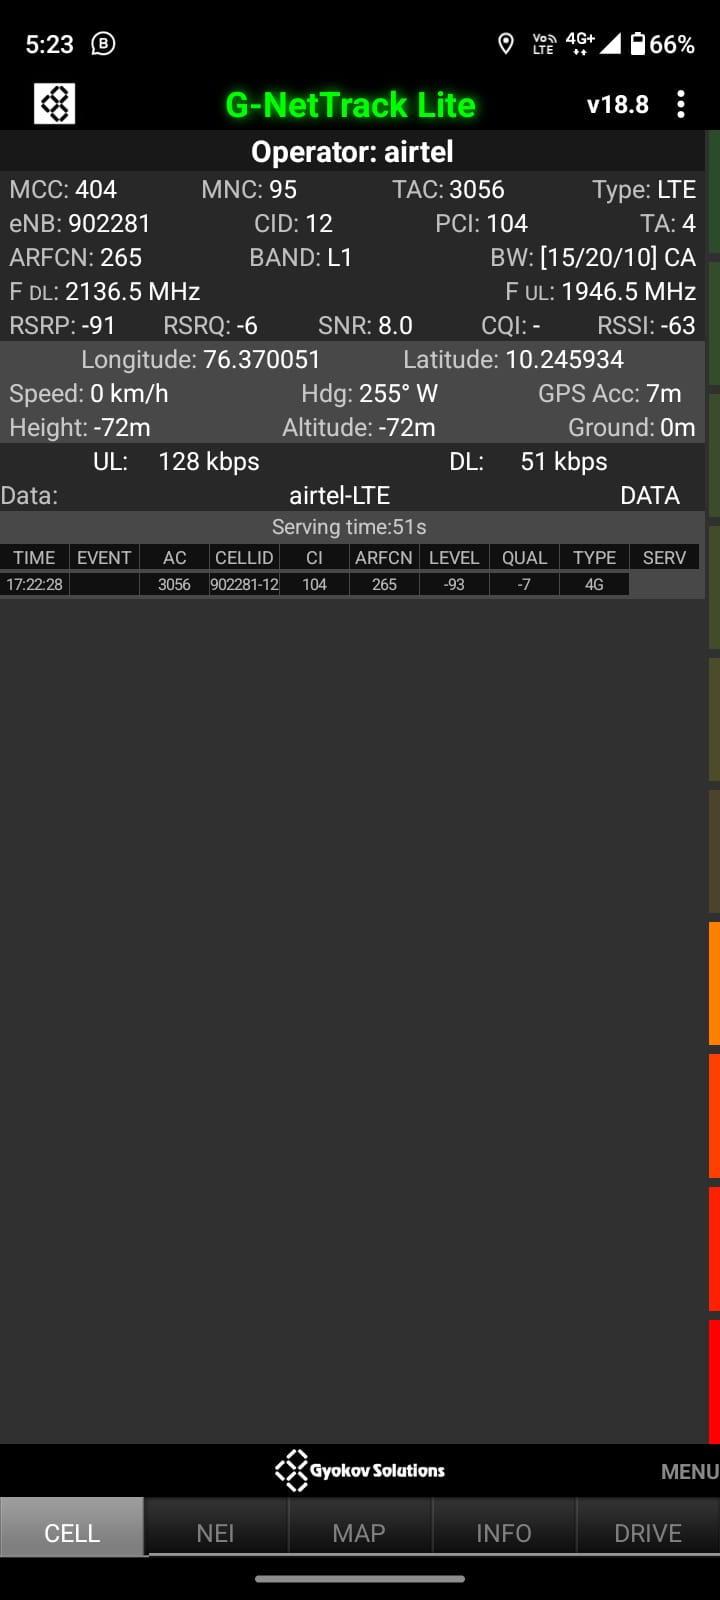 5:23 B Vo LTE 4G+ 66%
G-NetTrack Lite v18.8
Operator: airtel
MCC: 404 MNC: 95 TAC: 3056 Type: LTE
eNB: 902281 CID: 12 PCI: 104 TA: 4
ARFCN: 265 BAND: L1 BW: [15/20/10] CA
F DL: 2136.5 MHz F UL: 1946.5 MHz
RSRP: -91 RSRQ: -6 SNR: 8.0 CQI: - RSSI: -63
Longitude: 76.370051 Latitude: 10.245934
Speed: 0 km/h Hdg: 255° W GPS Acc: 7m
Height: -72m Altitude: -72m Ground: 0m
UL: 128 kbps DL: 51 kbps
Data: airtel-LTE DATA
Serving time:51s
TIME EVENT AC CELLID CI ARFCN LEVEL QUAL TYPE SERV
17:22:28 3056 902281-12 104 265 -93 -7 4G
Gyokov Solutions MENU
CELL NEI MAP INFO DRIVE